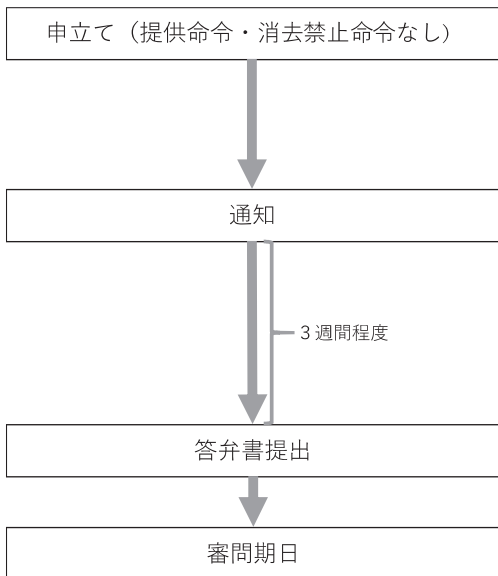 申立て（提供命令・消去禁止命令なし）
通知
３週間程度
答弁書提出
審問期日